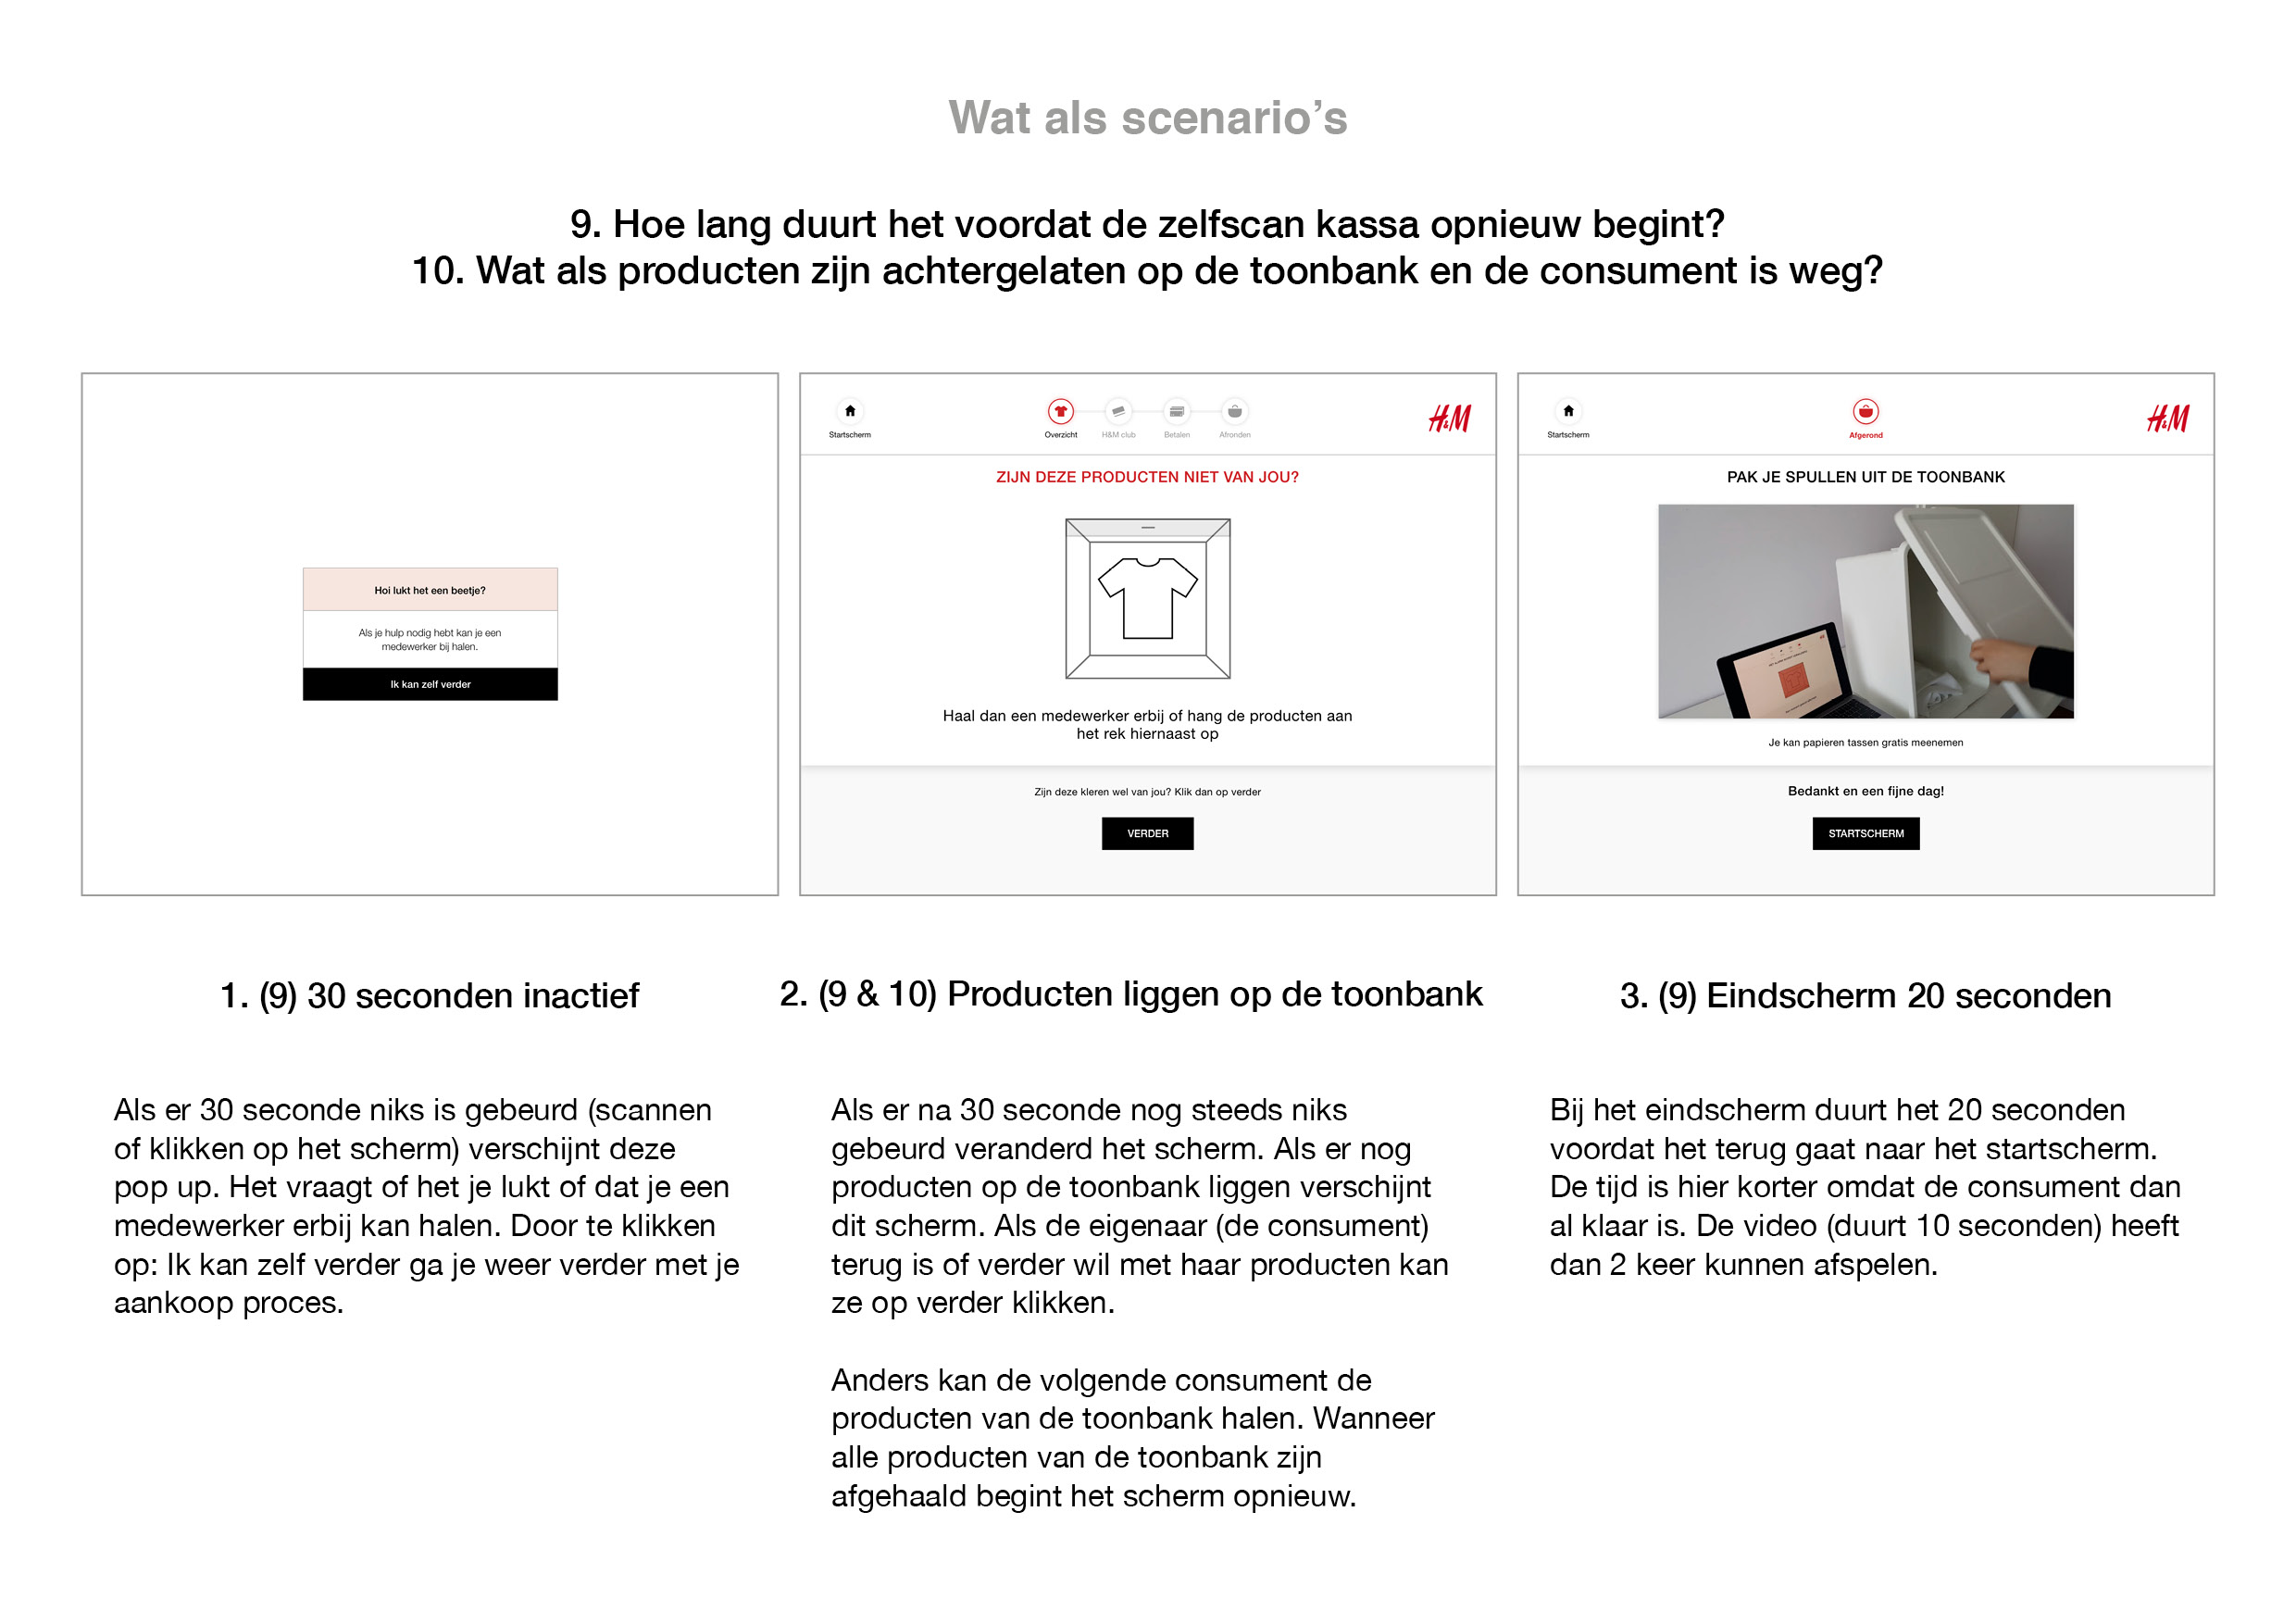 Wat als scenario’s
9. Hoe lang duurt het voordat de zelfscan kassa opnieuw begint?
10. Wat als producten zijn achtergelaten op de toonbank en de consument is weg?
Hoi lukt het een beetje?
Als je hulp nodig hebt kan je een
medewerker bij halen.
Ik kan zelf verder
Startscherm
Overzicht
H&M club
Betalen
Afronden
H&M
ZIJN DEZE PRODUCTEN NIET VAN JOU?
Haal dan een medewerker erbij of hang de producten aan
het rek hiernaast op
Zijn deze kleren wel van jou? Klik dan op verder
VERDER
Startscherm
Afgerond
H&M
PAK JE SPULLEN UIT DE TOONBANK
Je kan papieren tassen gratis meenemen
Bedankt en een fijne dag!
STARTSCHERM
1. (9) 30 seconden inactief
Als er 30 seconde niks is gebeurd (scannen
of klikken op het scherm) verschijnt deze
pop up. Het vraagt of het je lukt of dat je een
medewerker erbij kan halen. Door te klikken
op: Ik kan zelf verder ga je weer verder met je
aankoop proces.
2. (9 & 10) Producten liggen op de toonbank
Als er na 30 seconde nog steeds niks
gebeurd veranderd het scherm. Als er nog
producten op de toonbank liggen verschijnt
dit scherm. Als de eigenaar (de consument)
terug is of verder wil met haar producten kan
ze op verder klikken.
Anders kan de volgende consument de
producten van de toonbank halen. Wanneer
alle producten van de toonbank zijn
afgehaald begint het scherm opnieuw.
3. (9) Eindscherm 20 seconden
Bij het eindscherm duurt het 20 seconden
voordat het terug gaat naar het startscherm.
De tijd is hier korter omdat de consument dan
al klaar is. De video (duurt 10 seconden) heeft
dan 2 keer kunnen afspelen.